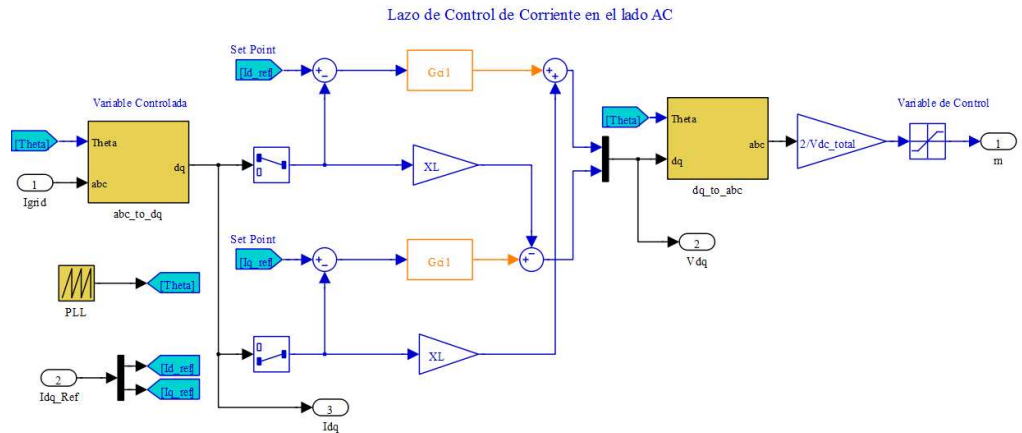 Lazo de Control de Corriente en el lado AC
Set Point
[Id_ref]
Gci1
Variable Controlada
[Theta]
Theta
abc
dq
1
Igrid
abc_to_dq
XL
[Theta]
Theta
dq
abc
dq_to_abc
2/Vdc_total
Variable de Control
1
m
Set Point
[Iq_ref]
Gci1
2
Vdq
PLL
[Theta]
XL
2
Idq_Ref
[Id_ref]
[Iq_ref]
3
Idq